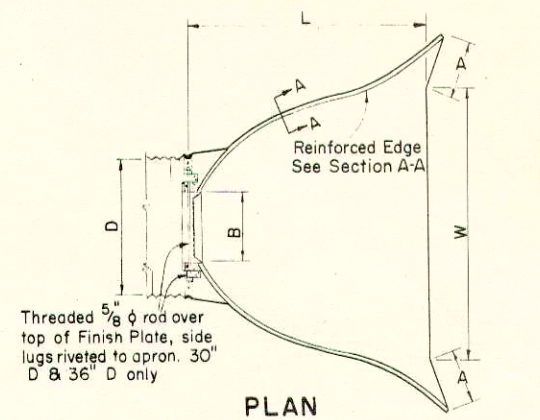 L
A
A
A
Reinforced Edge
See Section A-A
D
B
W
Threaded 5/8" ϕ rod over
top of Finish Plate, side
lugs riveted to apron. 30"
D & 36" D only
A
PLAN